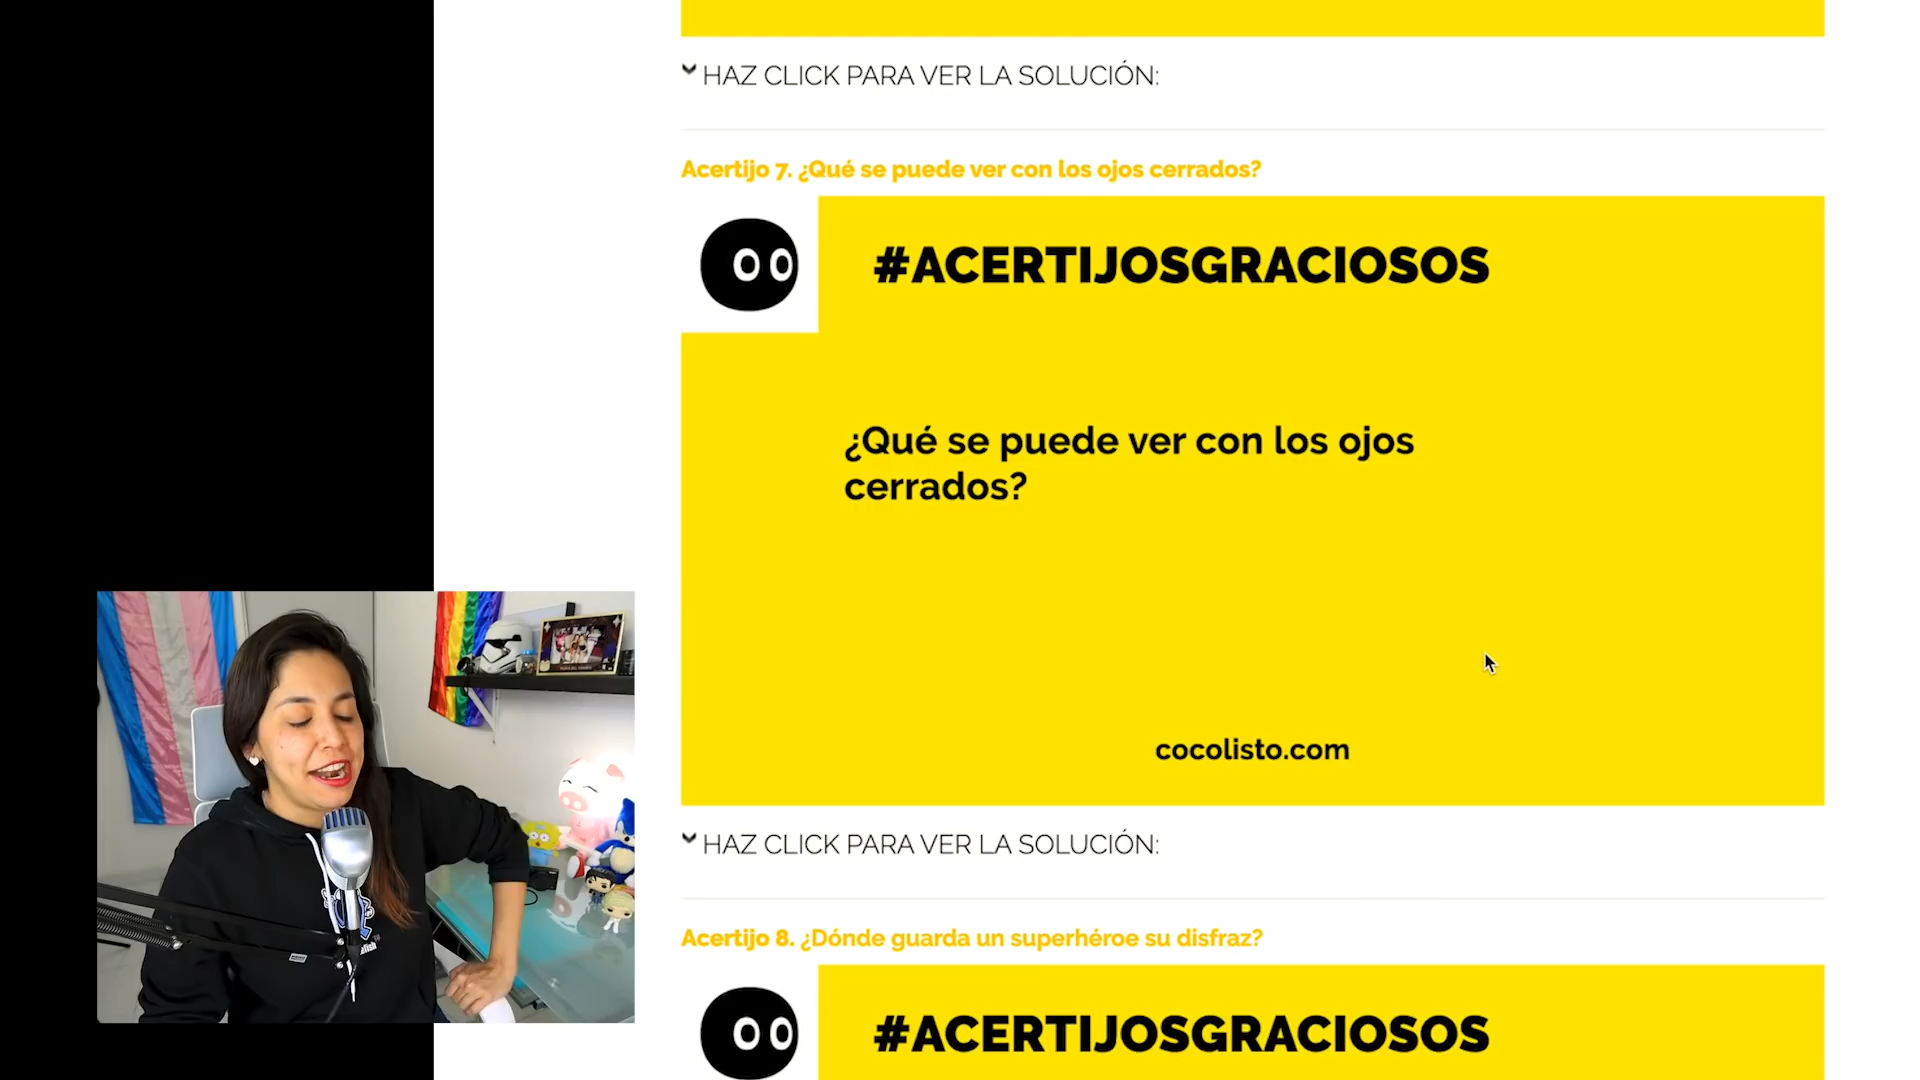 HAZ CLICK PARA VER LA SOLUCIÓN:
Acertijo 7. ¿Qué se puede ver con los ojos cerrados?
#ACERTIJOSGRACIOSOS
¿Qué se puede ver con los ojos
cerrados?
cocolisto.com
HAZ CLICK PARA VER LA SOLUCIÓN:
Acertijo 8. ¿Dónde guarda un superhéroe su disfraz?
#ACERTIJOSGRACIOSOS